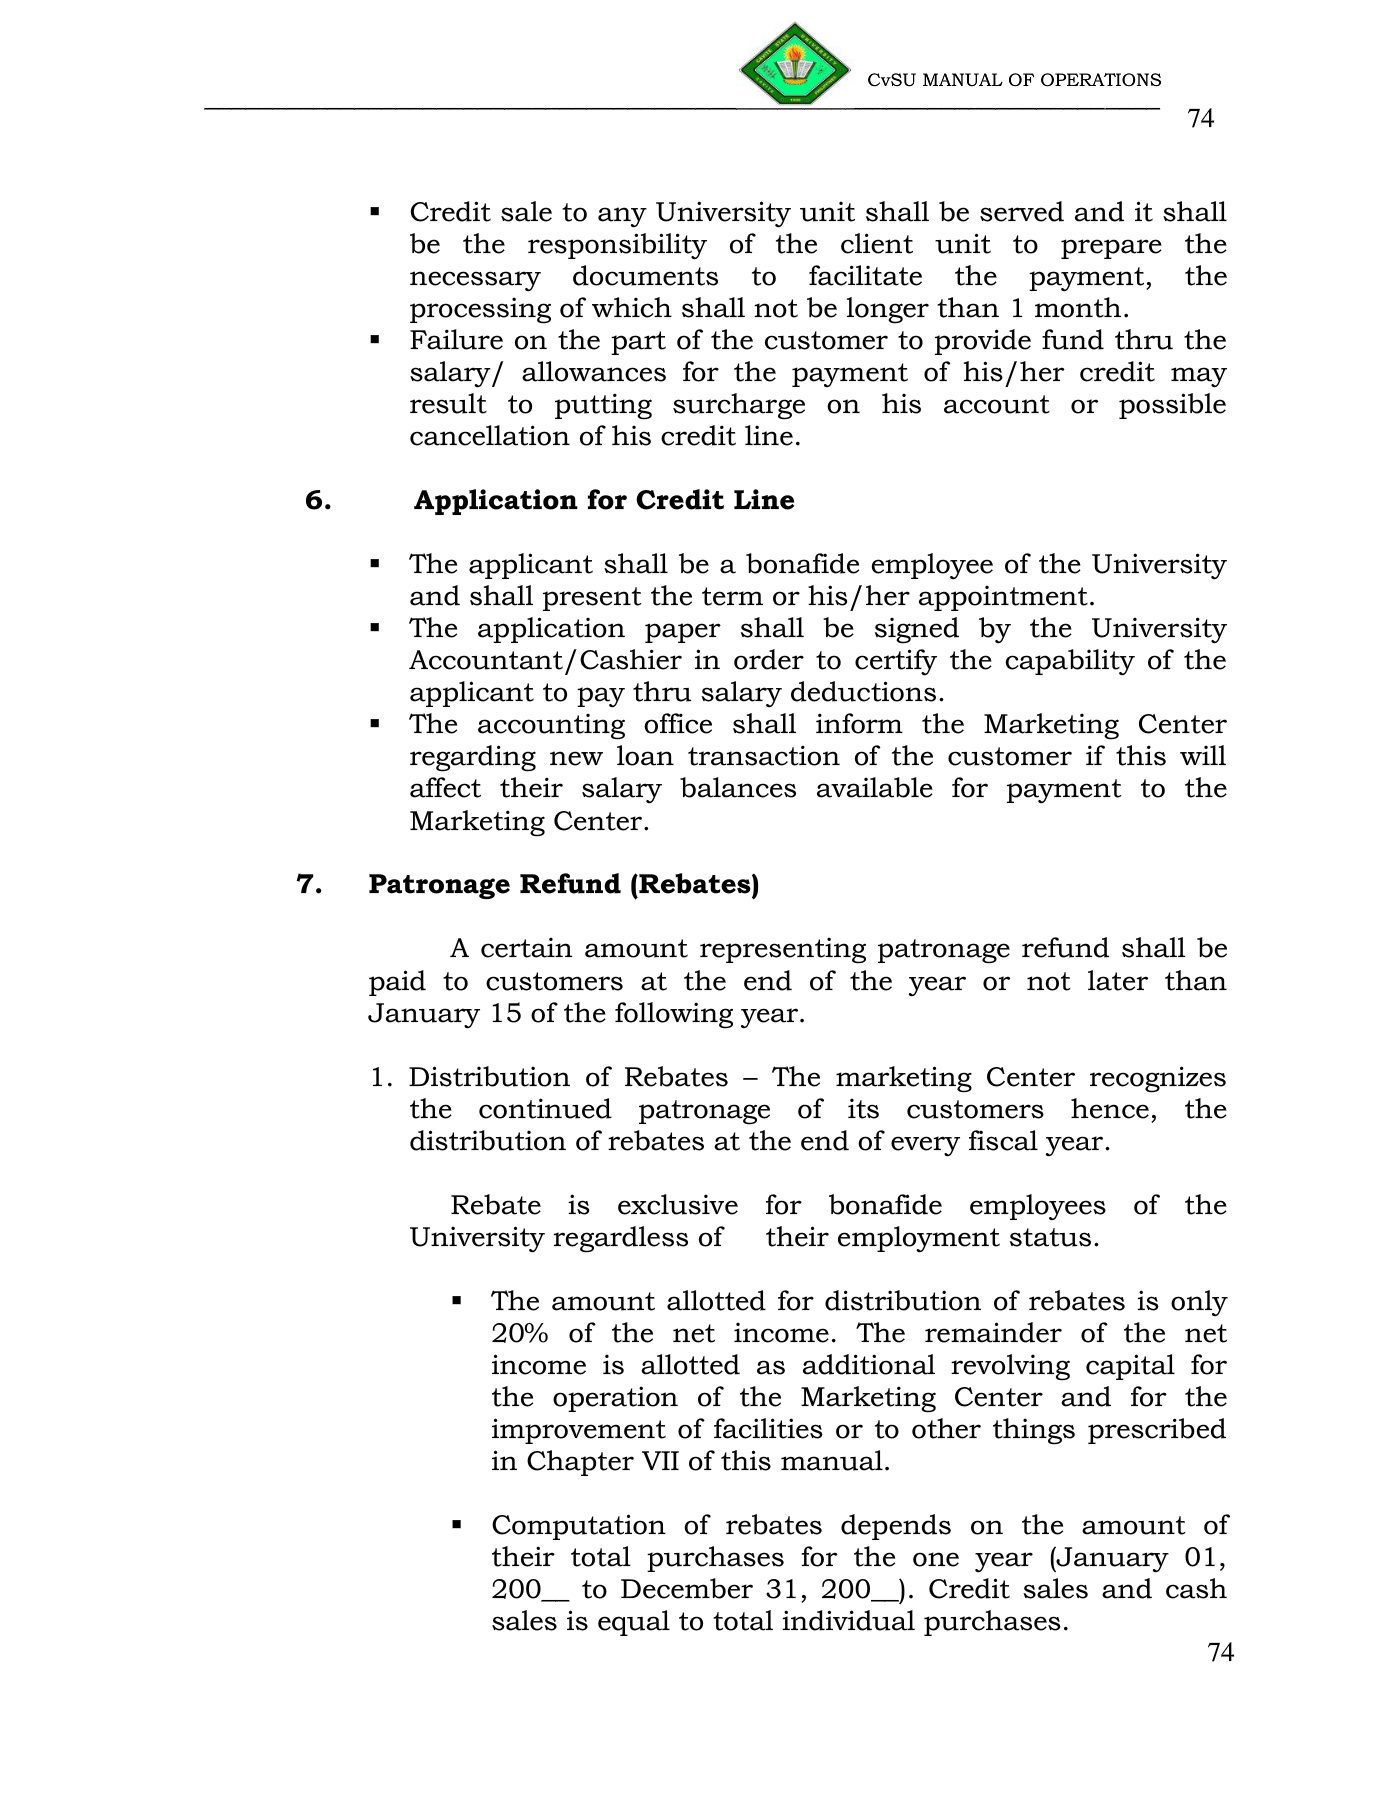 CvSU MANUAL OF OPERATIONS
74
▪ Credit sale to any University unit shall be served and it shall
be the responsibility of the client unit to prepare the
necessary documents to facilitate the payment, the
processing of which shall not be longer than 1 month.
▪ Failure on the part of the customer to provide fund thru the
salary/ allowances for the payment of his/her credit may
result to putting surcharge on his account or possible
cancellation of his credit line.
6. Application for Credit Line
▪ The applicant shall be a bonafide employee of the University
and shall present the term or his/her appointment.
▪ The application paper shall be signed by the University
Accountant/Cashier in order to certify the capability of the
applicant to pay thru salary deductions.
▪ The accounting office shall inform the Marketing Center
regarding new loan transaction of the customer if this will
affect their salary balances available for payment to the
Marketing Center.
7. Patronage Refund (Rebates)
A certain amount representing patronage refund shall be
paid to customers at the end of the year or not later than
January 15 of the following year.
1. Distribution of Rebates – The marketing Center recognizes
the continued patronage of its customers hence, the
distribution of rebates at the end of every fiscal year.
Rebate is exclusive for bonafide employees of the
University regardless of their employment status.
▪ The amount allotted for distribution of rebates is only
20% of the net income. The remainder of the net
income is allotted as additional revolving capital for
the operation of the Marketing Center and for the
improvement of facilities or to other things prescribed
in Chapter VII of this manual.
▪ Computation of rebates depends on the amount of
their total purchases for the one year (January 01,
200__ to December 31, 200__). Credit sales and cash
sales is equal to total individual purchases.
74